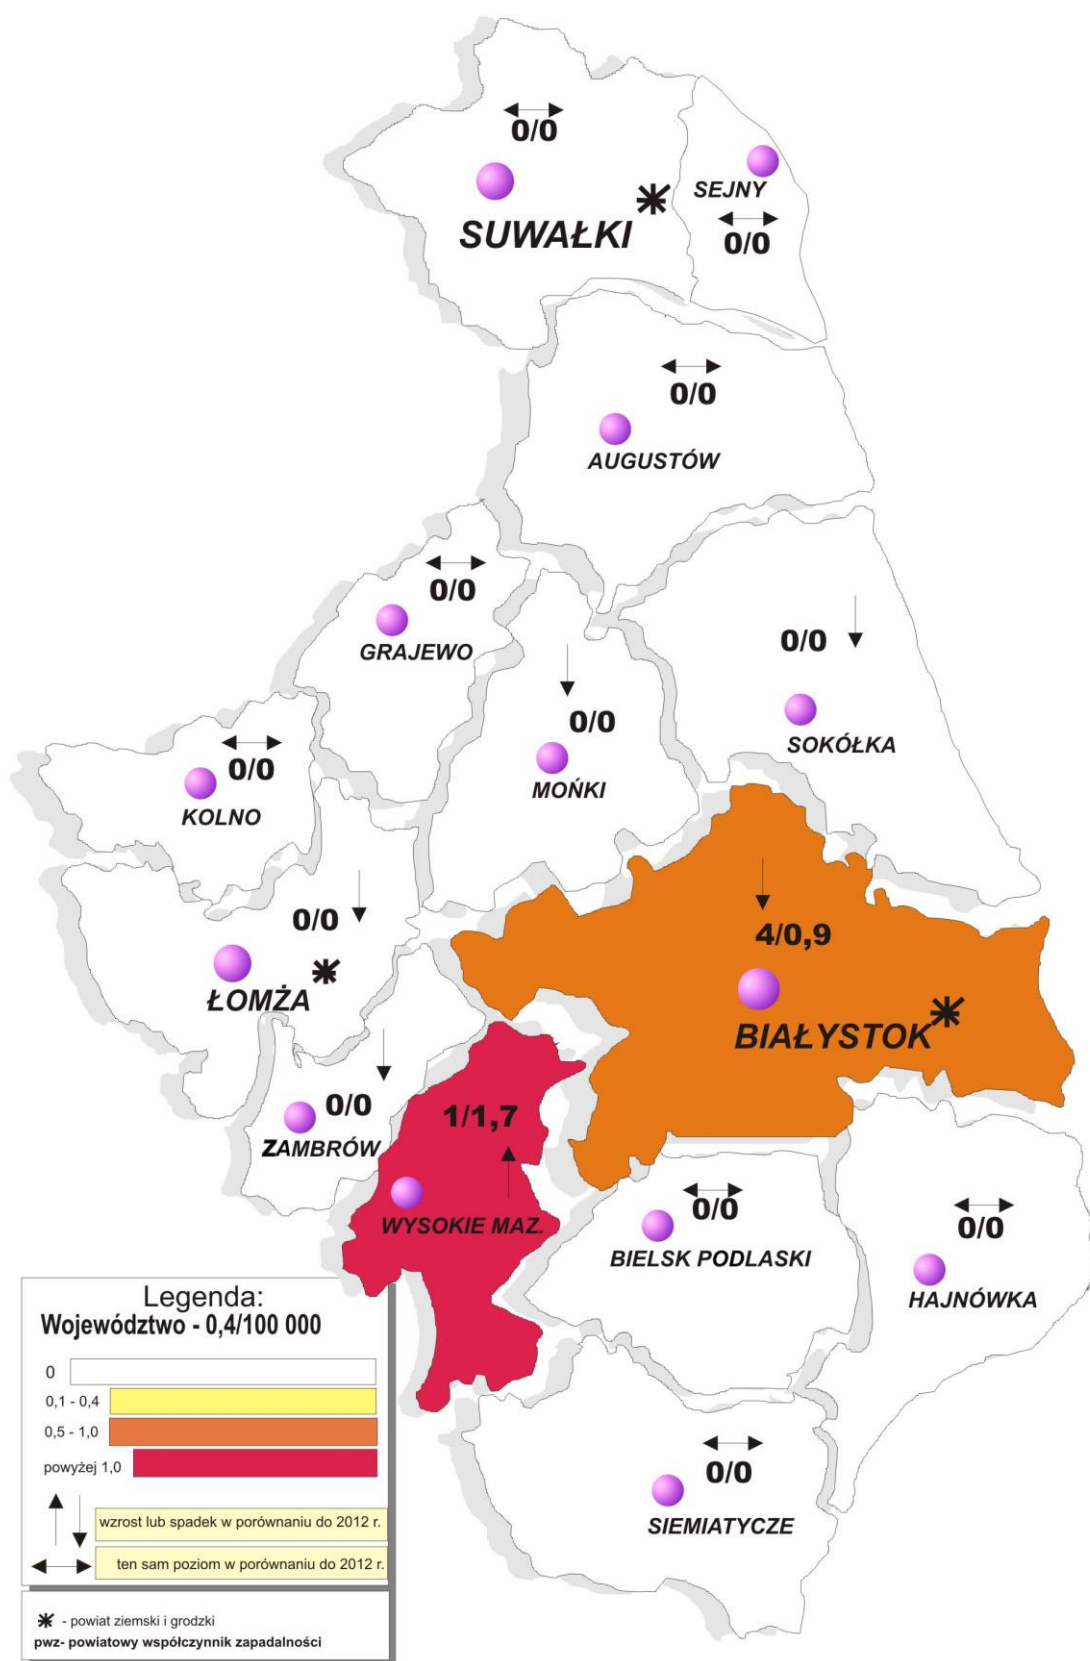 0/0
SUWAŁKI
SEJNY
0/0
0/0
AUGUSTÓW
0/0
GRAJEWO
0/0
SOKÓŁKA
0/0
MOŃKI
0/0
KOLNO
0/0
ŁOMŻA
4/0,9
BIAŁYSTOK
0/0
ZAMBRÓW
1/1,7
WYSOKIE MAZ.
0/0
BIELSK PODLASKI
0/0
HAJNÓWKA
0/0
SIEMIATYCZE
Legenda:
Województwo - 0,4/100 000
0
0,1 - 0,4
0,5 - 1,0
powyżej 1,0
wzrost lub spadek w porównaniu do 2012 r.
ten sam poziom w porównaniu do 2012 r.
- powiat ziemski i grodzki
pwz- powiatowy współczynnik zapadalności